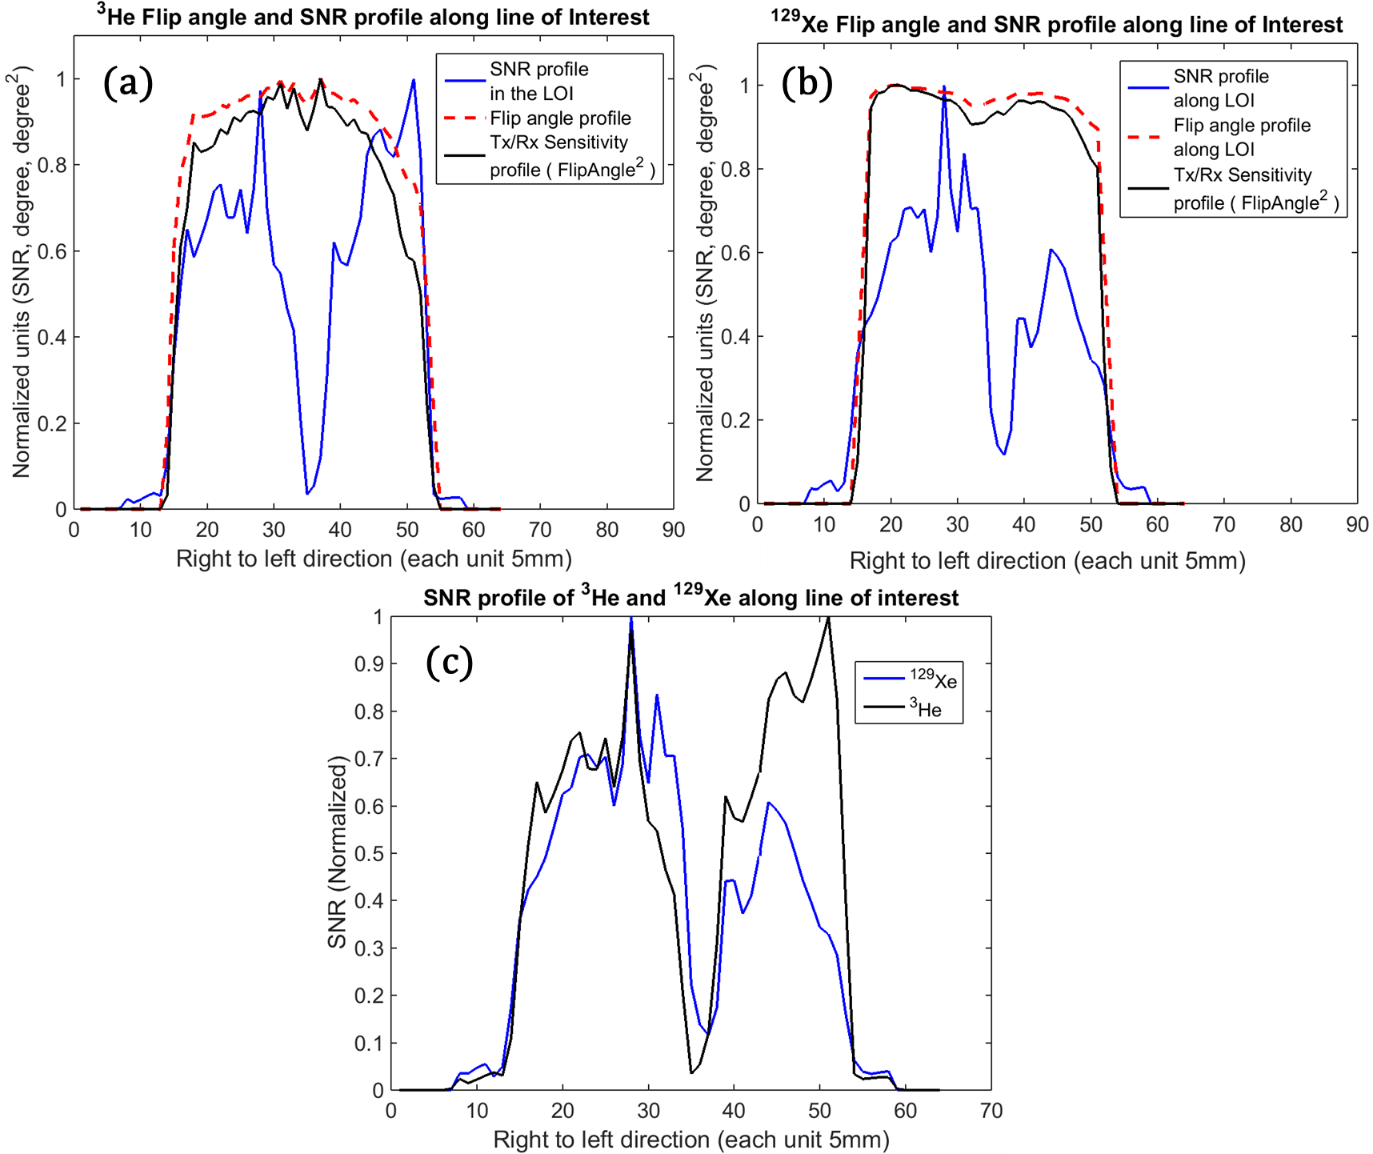 ³He Flip angle and SNR profile along line of Interest
(a)
SNR profile
in the LOI
Flip angle profile
Tx/Rx Sensitivity
profile ( FlipAngle² )
Normalized units (SNR, degree, degree²)
1
0.8
0.6
0.4
0.2
0
0 10 20 30 40 50 60 70 80 90
Right to left direction (each unit 5mm)
¹²⁹Xe Flip angle and SNR profile along line of Interest
(b)
SNR profile
along LOI
Flip angle profile
along LOI
Tx/Rx Sensitivity
profile ( FlipAngle² )
Normalized units (SNR, degree, degree²)
1
0.8
0.6
0.4
0.2
0
0 10 20 30 40 50 60 70 80 90
Right to left direction (each unit 5mm)
SNR profile of ³He and ¹²⁹Xe along line of interest
(c)
¹²⁹Xe
³He
SNR (Normalized)
1
0.9
0.8
0.7
0.6
0.5
0.4
0.3
0.2
0.1
0
0 10 20 30 40 50 60 70
Right to left direction (each unit 5mm)